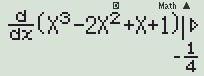 Math ▲
d/dx(X³-2X²+X+1)|▷
-1/4